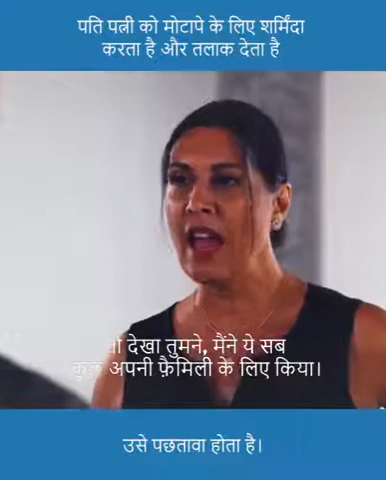 पति पत्नी को मोटापे के लिए शर्मिंदा
करता है और तलाक देता है
देखा तुमने, मैंने ये सब
अपनी फ़ैमिली के लिए किया।
उसे पछतावा होता है।